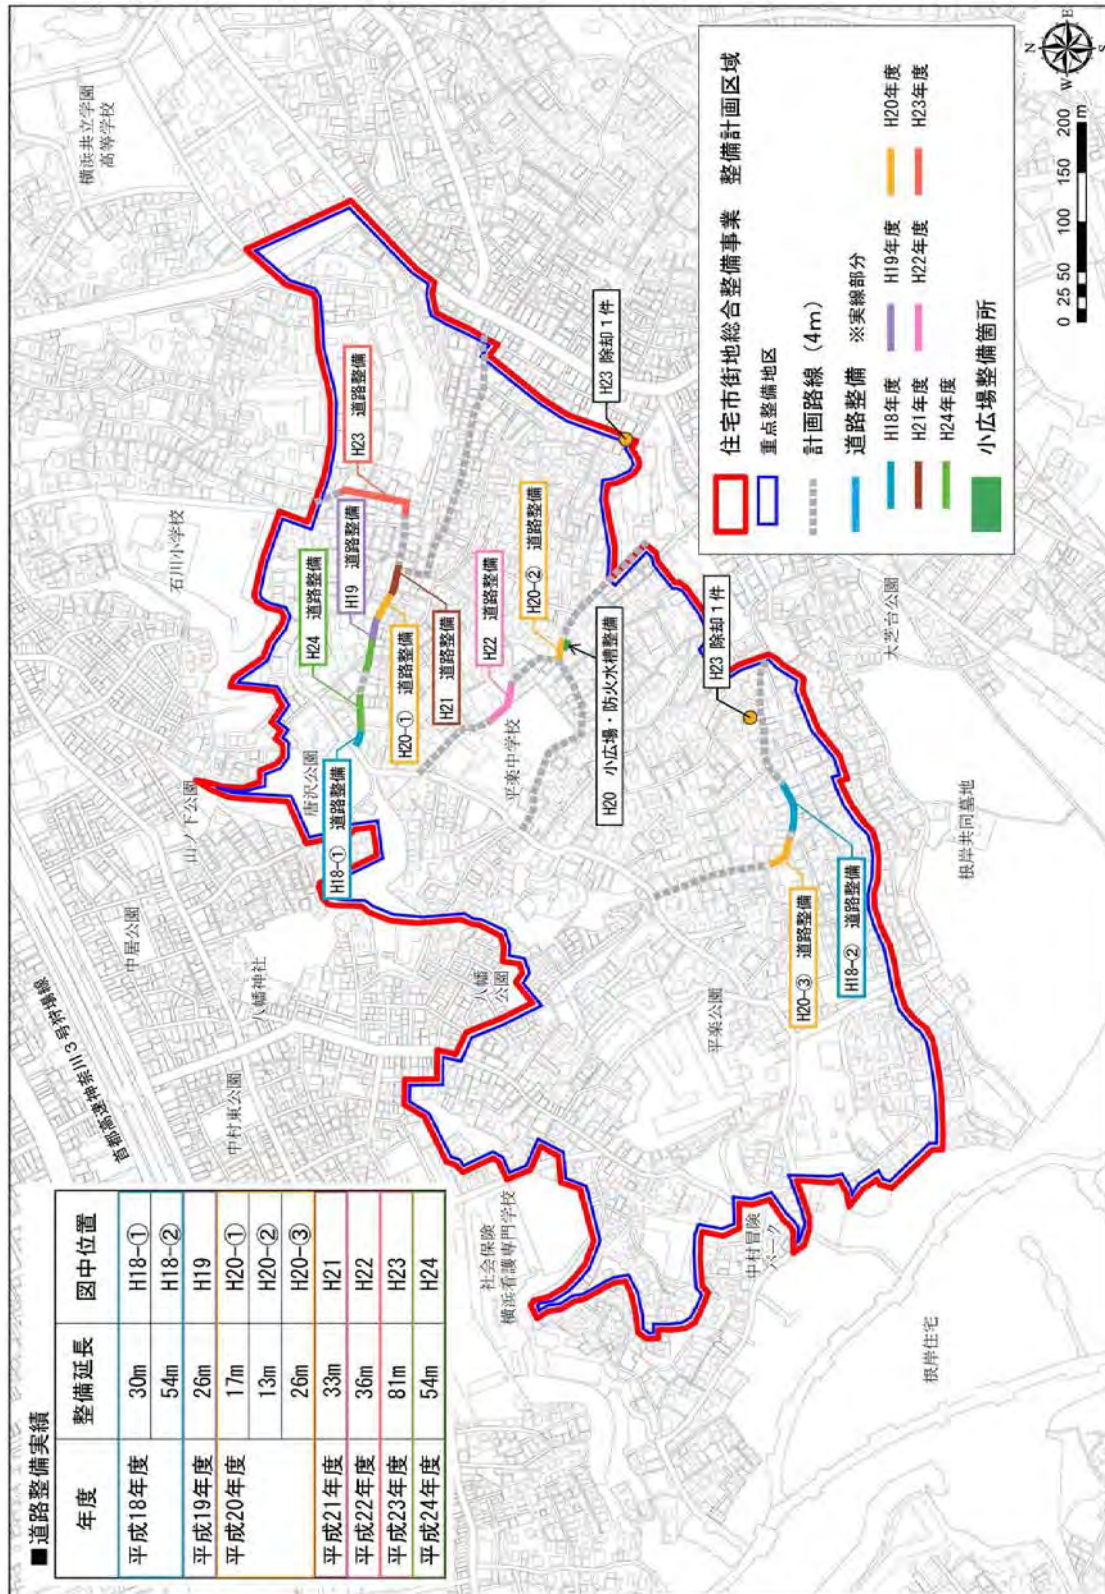 ■道路整備実績
年度 整備延長 図中位置
平成18年度 30m H18-①
54m H18-②
平成19年度 26m H19
平成20年度 17m H20-①
13m H20-②
26m H20-③
平成21年度 33m H21
平成22年度 36m H22
平成23年度 81m H23
平成24年度 54m H24
首都高速神奈川3号狩場線
中居公園
山ノ下公園
石川小学校
横浜共立学園
高等学校
八幡神社
唐沢公園
中村東公園
八幡
公園
社会保険
横浜看護専門学校
H18-① 道路整備
H24 道路整備
H19 道路整備
H23 道路整備
H20-① 道路整備
H21 道路整備
H22 道路整備
平楽中学校
H20-② 道路整備
H20 小広場・防火水槽整備
H23 除却1件
H23 除却1件
平楽公園
H20-③ 道路整備
H18-② 道路整備
中村冒険
パーク
根岸住宅
根岸共同墓地
大芝台公園
住宅市街地総合整備事業 整備計画区域
重点整備地区
計画路線（4m）
道路整備 ※実線部分
H18年度 H19年度 H20年度
H21年度 H22年度 H23年度
H24年度
小広場整備箇所
0 25 50 100 150 200
m
N
W E
S